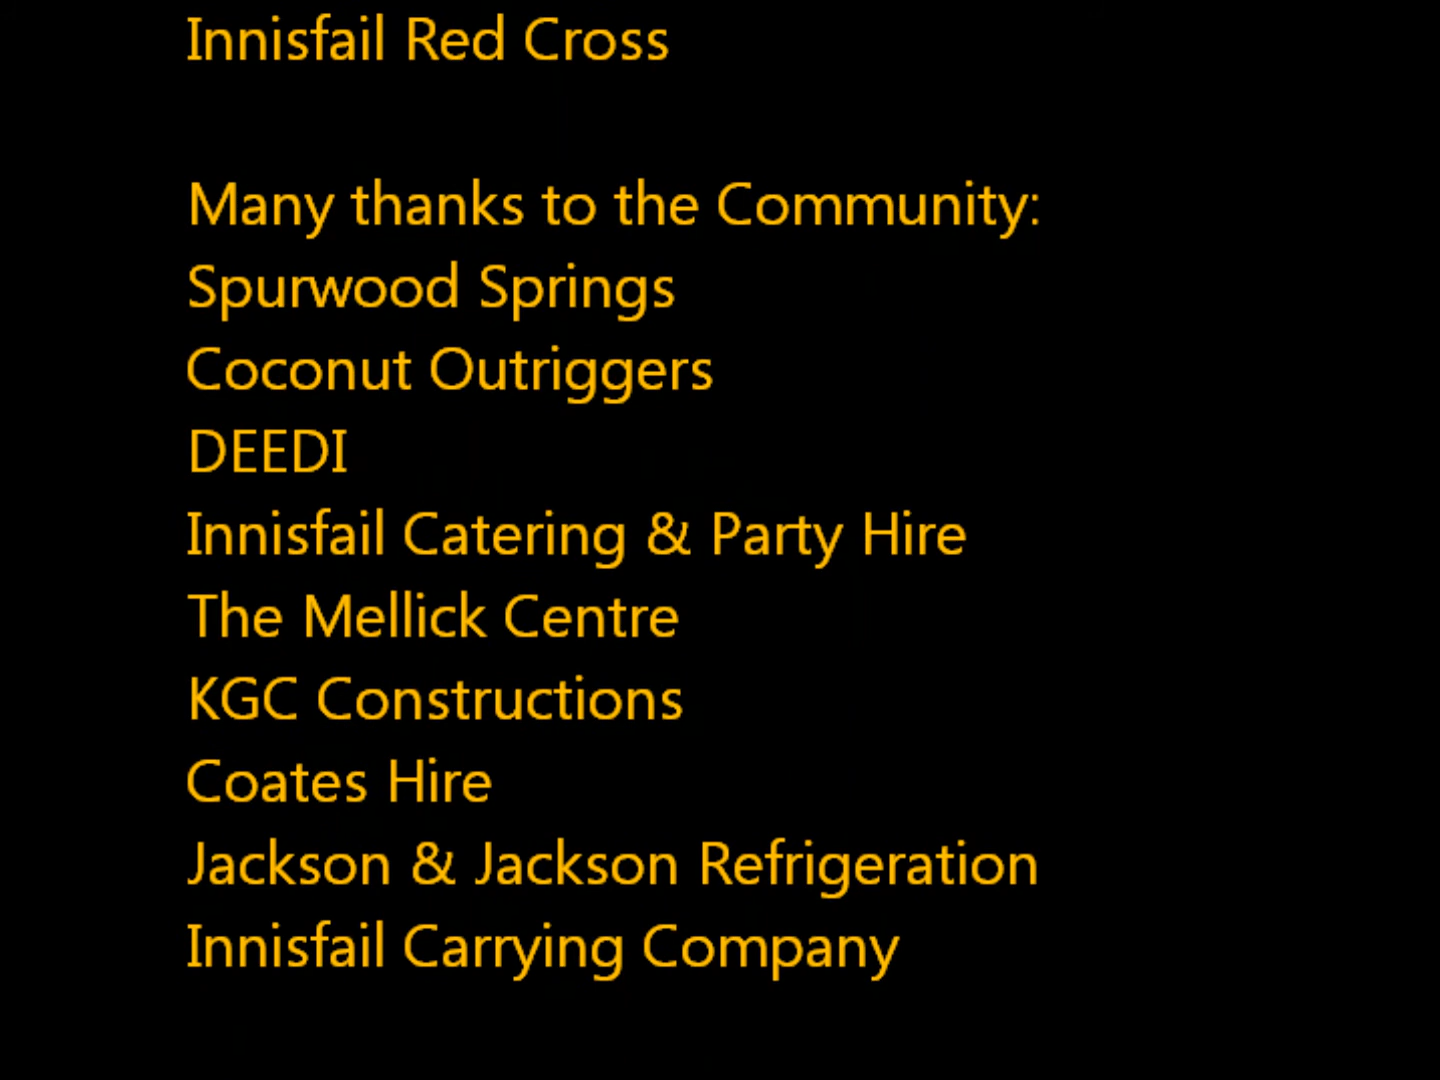 Innisfail Red Cross
Many thanks to the Community:
Spurwood Springs
Coconut Outriggers
DEEDI
Innisfail Catering & Party Hire
The Mellick Centre
KGC Constructions
Coates Hire
Jackson & Jackson Refrigeration
Innisfail Carrying Company